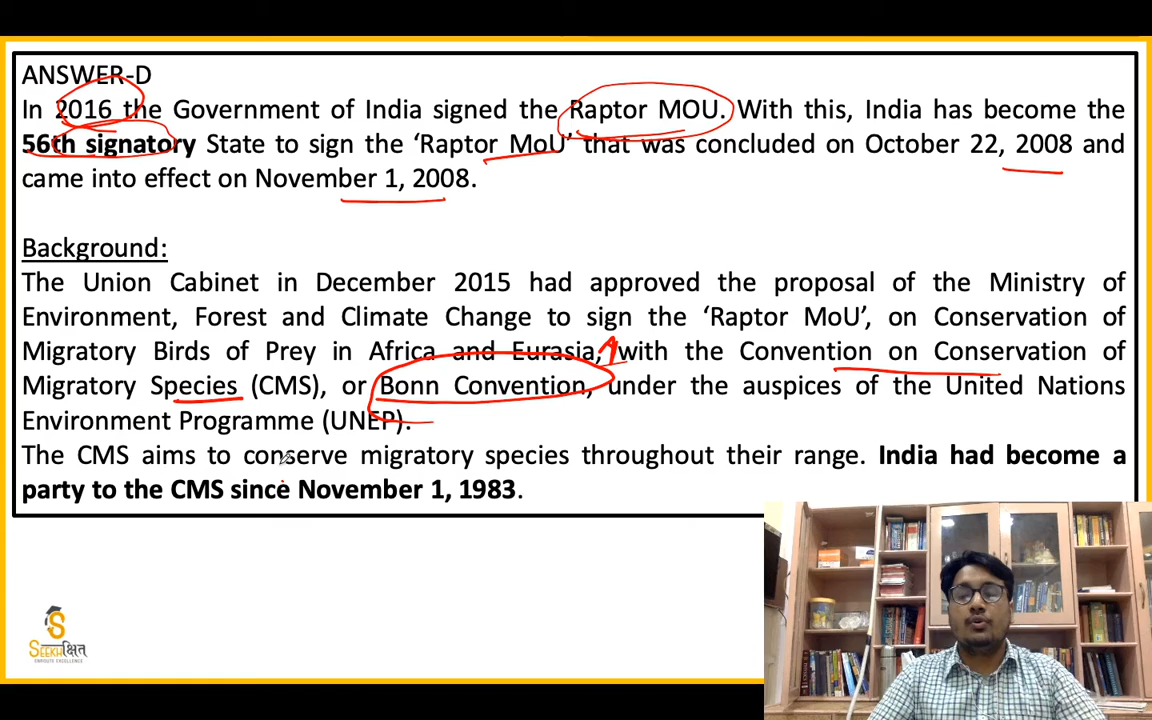 ANSWER-D
In 2016 the Government of India signed the Raptor MOU. With this, India has become the
56th signatory State to sign the ‘Raptor MoU’ that was concluded on October 22, 2008 and
came into effect on November 1, 2008.
Background:
The Union Cabinet in December 2015 had approved the proposal of the Ministry of
Environment, Forest and Climate Change to sign the ‘Raptor MoU’, on Conservation of
Migratory Birds of Prey in Africa and Eurasia, with the Convention on Conservation of
Migratory Species (CMS), or Bonn Convention, under the auspices of the United Nations
Environment Programme (UNEP).
The CMS aims to conserve migratory species throughout their range. India had become a
party to the CMS since November 1, 1983.
S
SEEKHक्षित